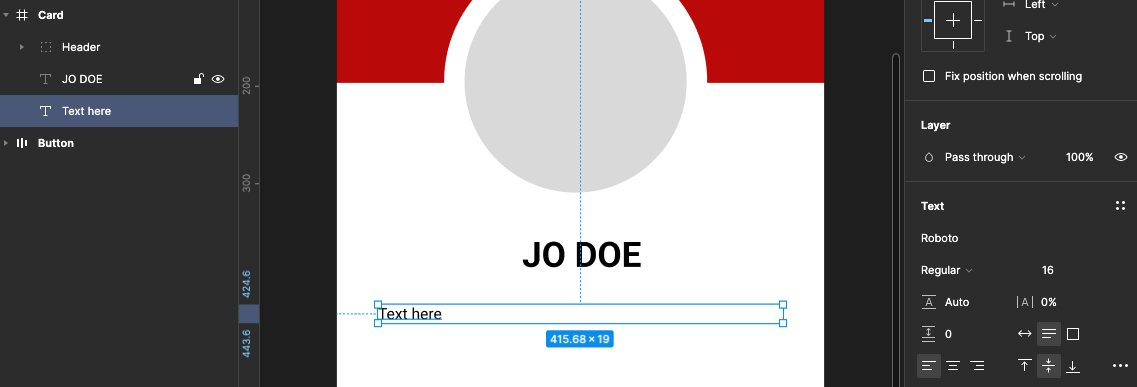 Card
Header
JO DOE
Text here
Button
200
300
424.6
443.6
JO DOE
Text here
415.68 × 19
Left
Top
Fix position when scrolling
Layer
Pass through 100%
Text
Roboto
Regular 16
A Auto |A| 0%
0